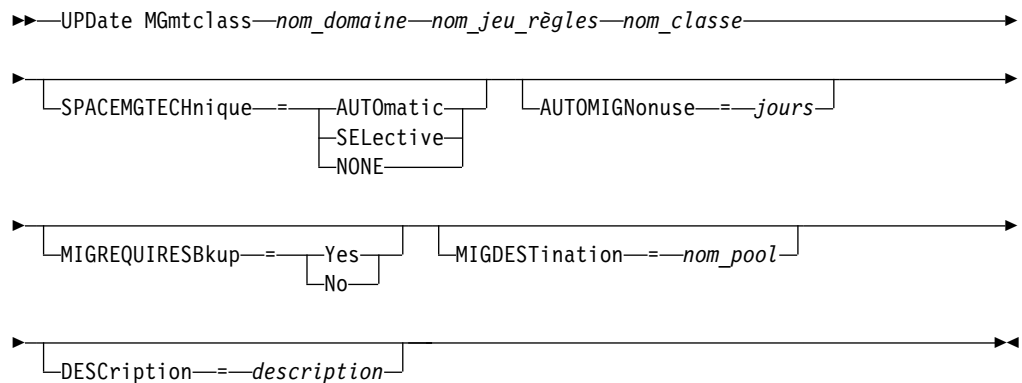 UPDate MGmtclass nom_domaine nom_jeu_règles nom_classe
SPACEMGTECHnique = AUTOmatic AUTOMIGNonuse = jours
SELective
NONE
MIGREQUIRESBkup = Yes MIGDESTination = nom_pool
No
DESCription = description